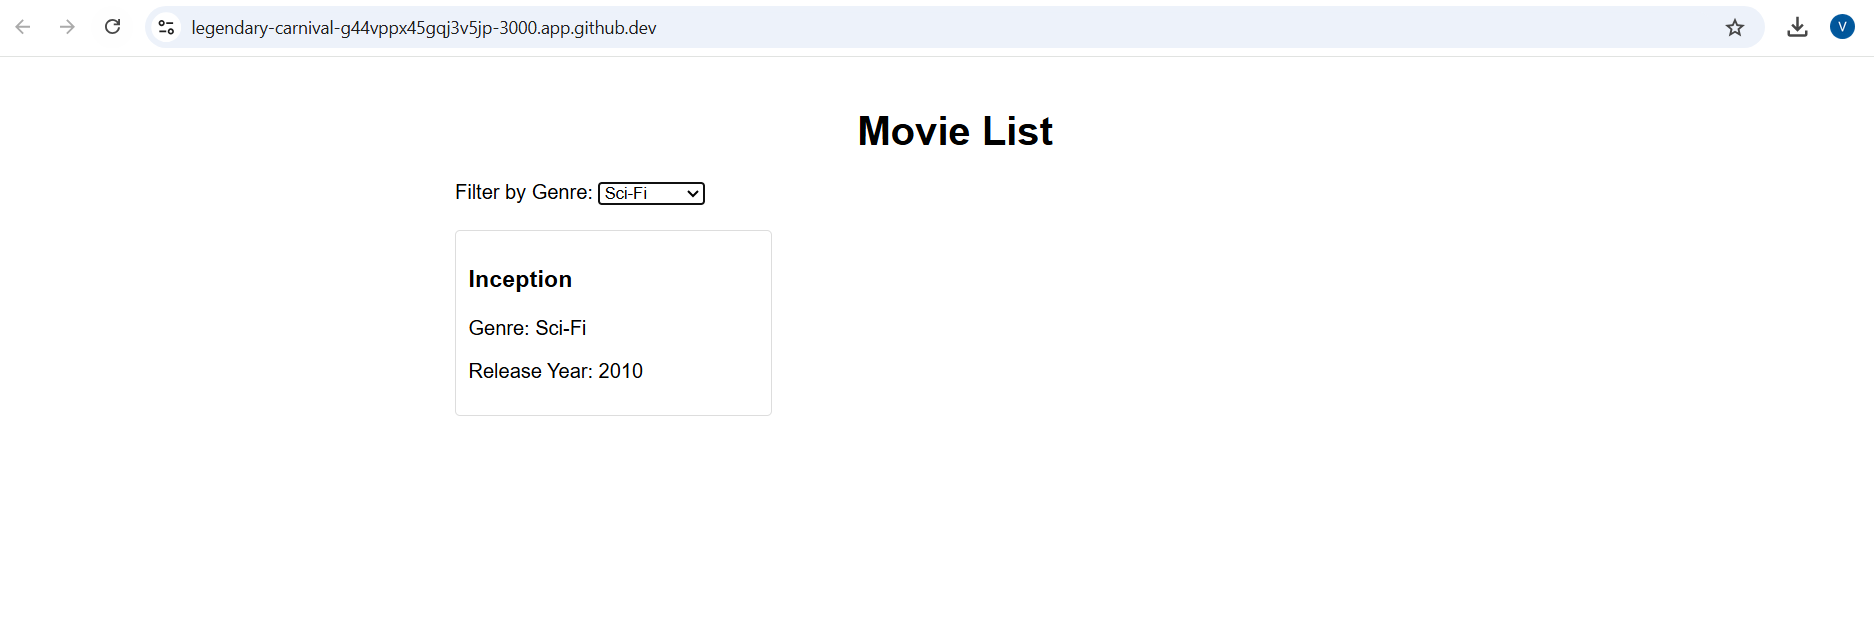 legendary-carnival-g44vppx45gqj3v5jp-3000.app.github.dev
V
Movie List
Filter by Genre: Sci-Fi
Inception
Genre: Sci-Fi
Release Year: 2010